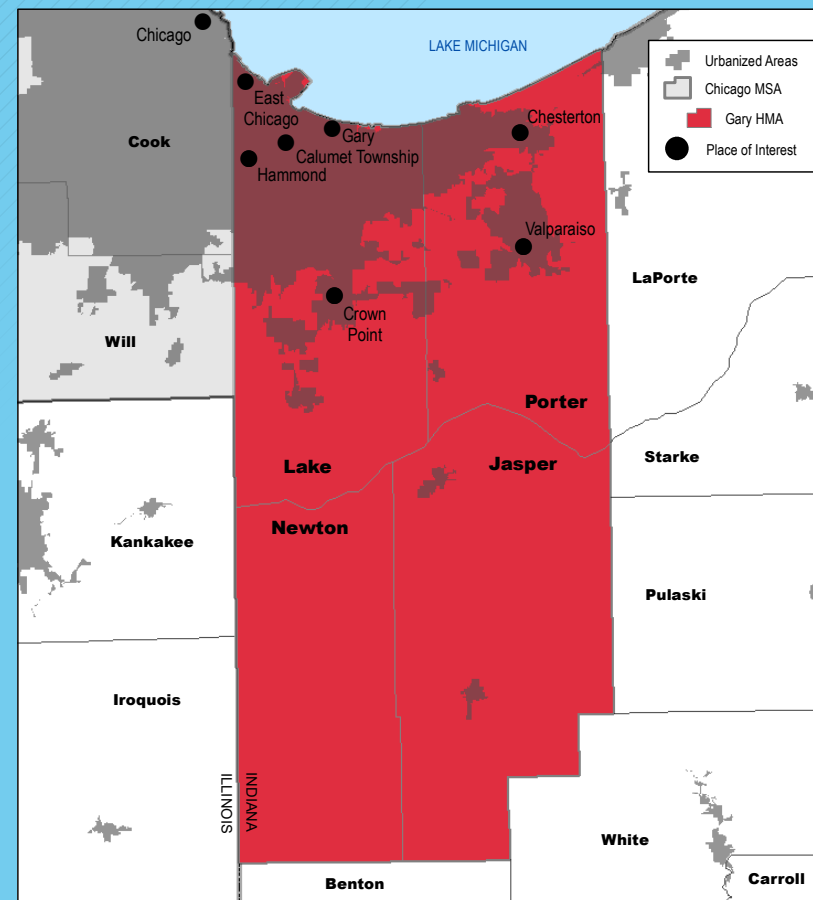 Chicago
LAKE MICHIGAN
Urbanized Areas
Chicago MSA
Gary HMA
Place of Interest
East
Chicago
Gary
Calumet Township
Hammond
Chesterton
Cook
Valparaiso
LaPorte
Crown
Point
Will
Porter
Lake
Jasper
Starke
Newton
Kankakee
Pulaski
Iroquois
ILLINOIS
INDIANA
White
Benton
Carroll